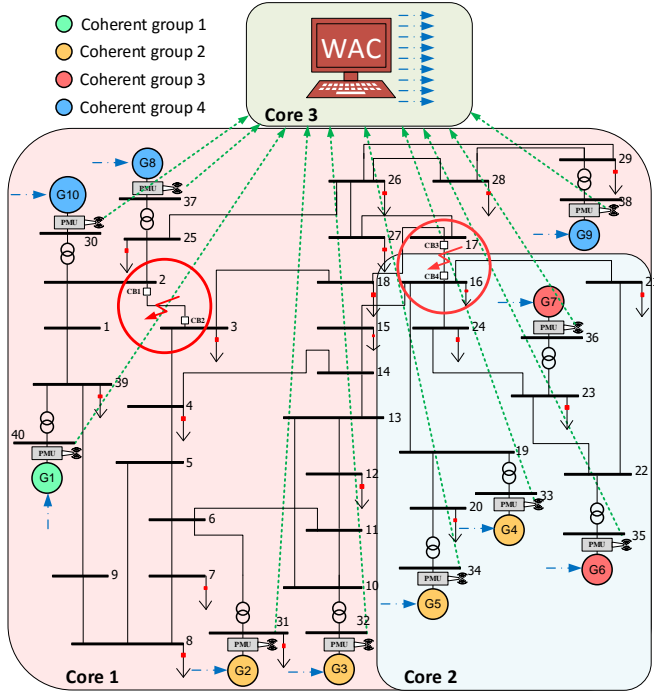 Coherent group 1
Coherent group 2
Coherent group 3
Coherent group 4
WAC
Core 3
G8
PMU
37
G10
PMU
30
25
2
CB1
CB2
1
3
39
40
PMU
G1
4
5
6
9
7
8
Core 1
26
28
29
PMU
38
G9
27
17
CB3
CB4
18
16
15
24
14
13
12
11
10
31
PMU
G2
32
PMU
G3
G7
PMU
36
23
19
22
20
33
PMU
G4
35
PMU
G6
34
PMU
G5
Core 2